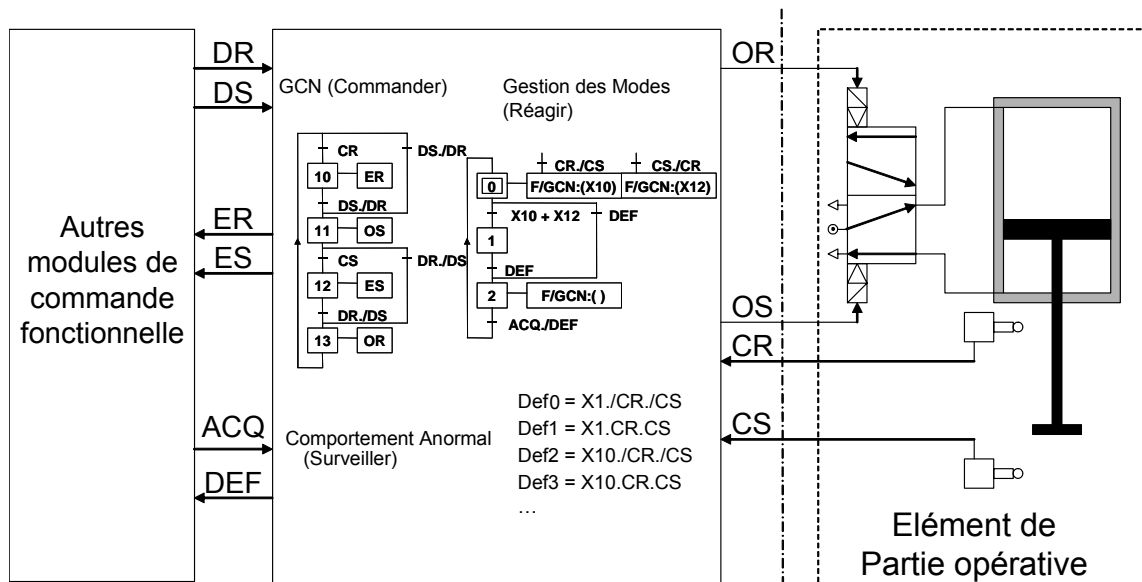 DR
DS
ER
ES
ACQ
DEF
Autres
modules de
commande
fonctionnelle
GCN (Commander)
CR
DS./DR
10
ER
DS./DR
11
OS
CS
DR./DS
12
ES
DR./DS
13
OR
Gestion des Modes
(Réagir)
CR./CS
CS./CR
0
F/GCN:(X10)
F/GCN:(X12)
X10 + X12
DEF
1
DEF
2
F/GCN:( )
ACQ./DEF
Comportement Anormal
(Surveiller)
Def0 = X1./CR./CS
Def1 = X1.CR.CS
Def2 = X10./CR./CS
Def3 = X10.CR.CS
…
OR
OS
CR
CS
Elément de
Partie opérative